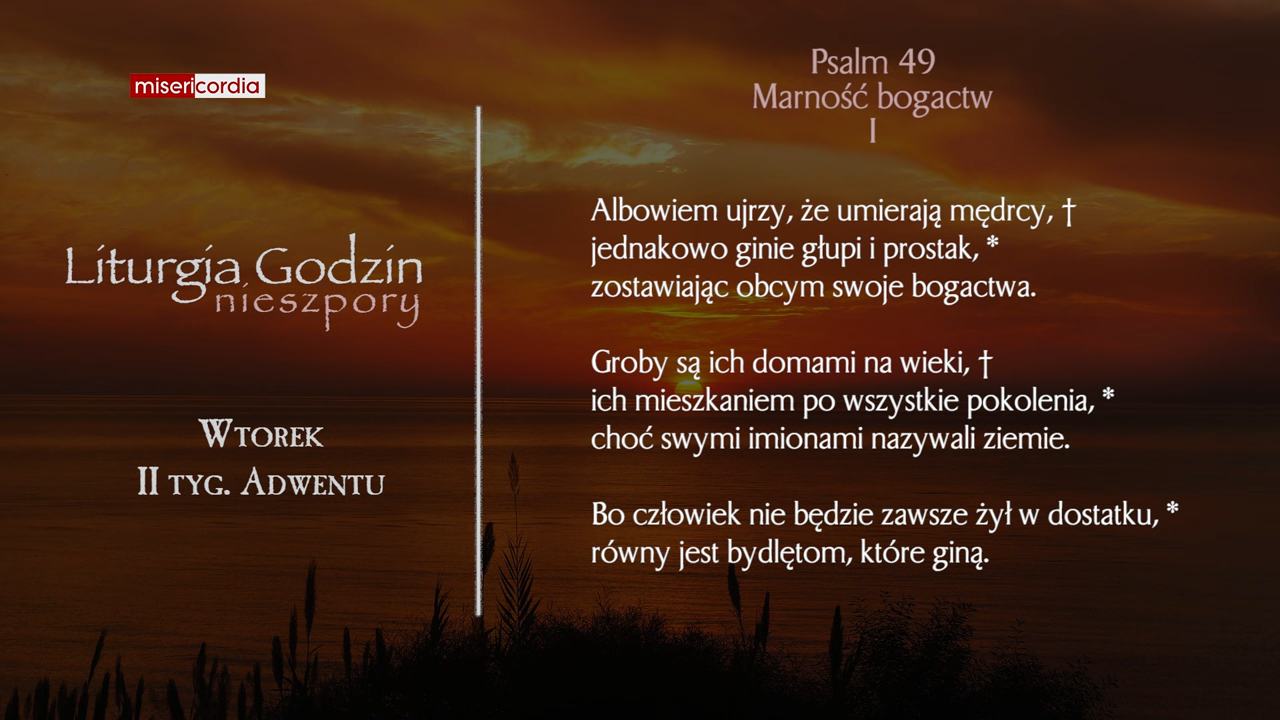 misericordia
Liturgia Godzin
nieszpory
Wtorek
II tyg. Adwentu
Psalm 49
Marność bogactw
I
Albowiem ujrzy, że umierają mędrcy, †
jednakowo ginie głupi i prostak, *
zostawiając obcym swoje bogactwa.
Groby są ich domami na wieki, †
ich mieszkaniem po wszystkie pokolenia, *
choć swymi imionami nazywali ziemie.
Bo człowiek nie będzie zawsze żył w dostatku, *
równy jest bydlętom, które giną.